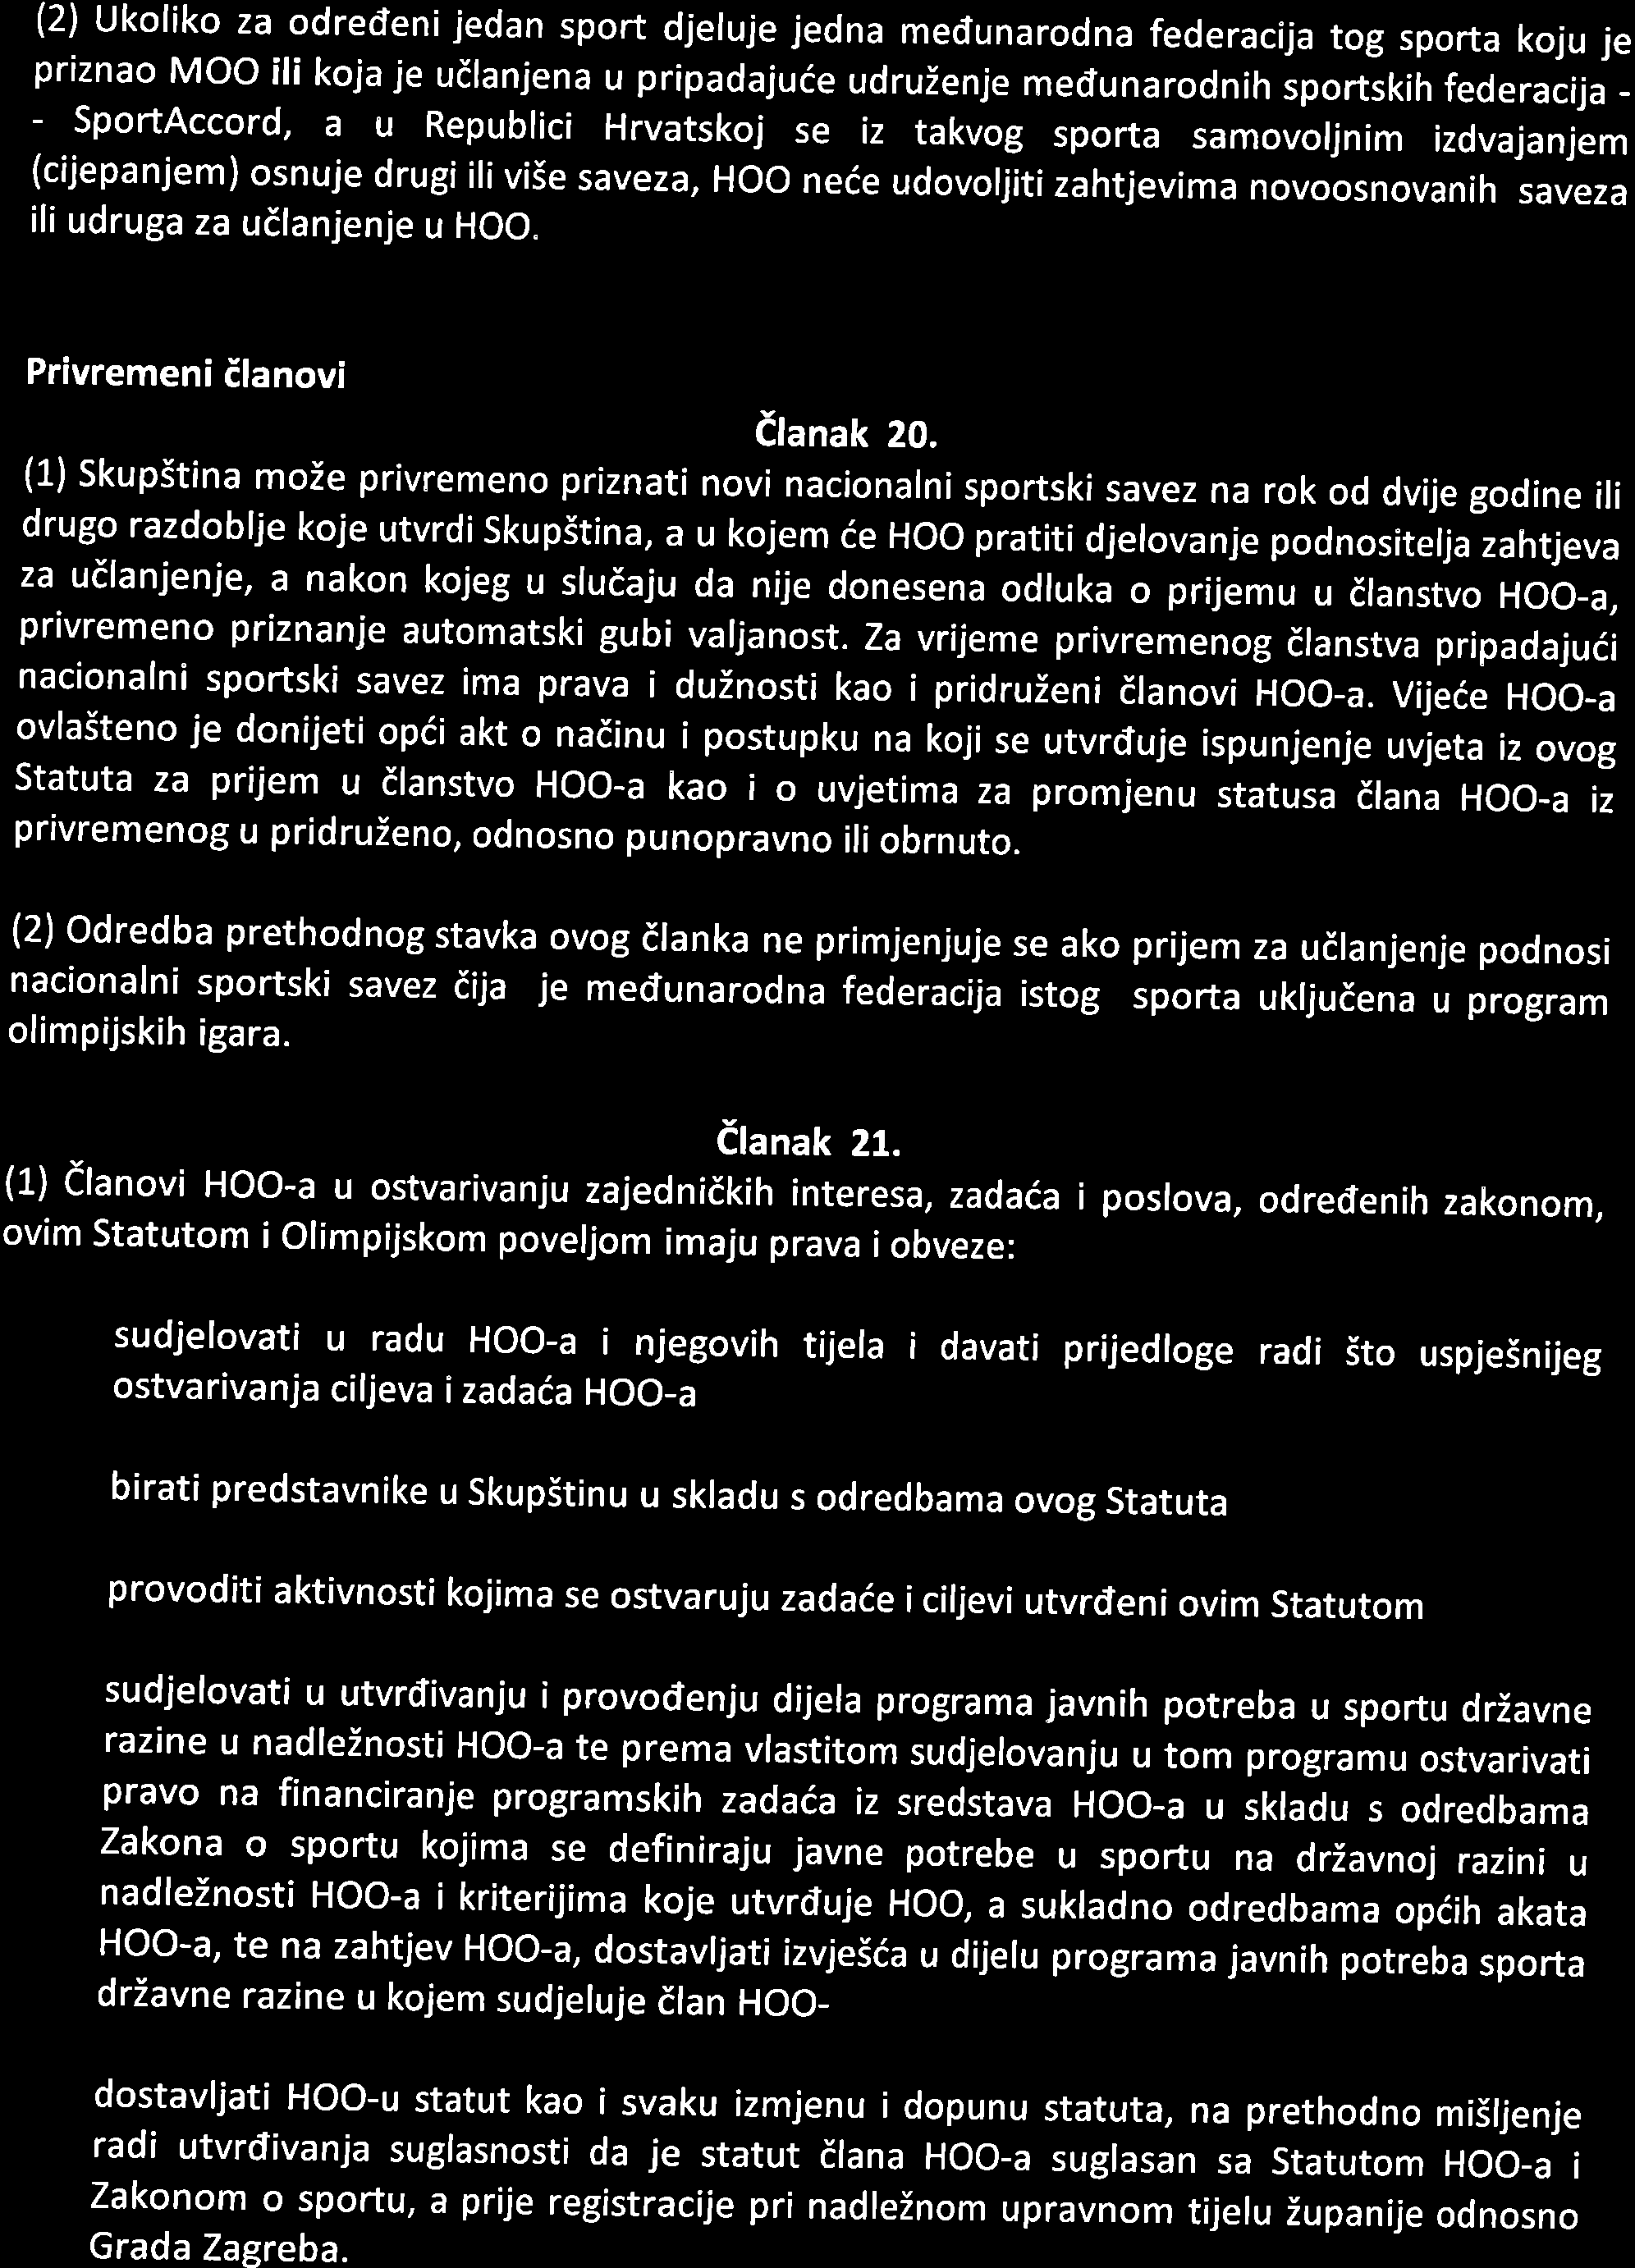 (2) Ukoliko za određeni jedan sport djeluje jedna međunarodna federacija tog sporta koju je
priznao MOO ili koja je učlanjena u pripadajuće udruženje međunarodnih sportskih federacija -
- SportAccord, a u Republici Hrvatskoj se iz takvog sporta samovoljnim izdvajanjem
(cijepanjem) osnuje drugi ili više saveza, HOO neće udovoljiti zahtjevima novoosnovanih saveza
ili udruga za učlanjenje u HOO.
Privremeni članovi
Članak 20.
(1) Skupština može privremeno priznati novi nacionalni sportski savez na rok od dvije godine ili
drugo razdoblje koje utvrdi Skupština, a u kojem će HOO pratiti djelovanje podnositelja zahtjeva
za učlanjenje, a nakon kojeg u slučaju da nije donesena odluka o prijemu u članstvo HOO-a,
privremeno priznanje automatski gubi valjanost. Za vrijeme privremenog članstva pripadajući
nacionalni sportski savez ima prava i dužnosti kao i pridruženi članovi HOO-a. Vijeće HOO-a
ovlašteno je donijeti opći akt o načinu i postupku na koji se utvrđuje ispunjenje uvjeta iz ovog
Statuta za prijem u članstvo HOO-a kao i o uvjetima za promjenu statusa člana HOO-a iz
privremenog u pridruženo, odnosno punopravno ili obrnuto.
(2) Odredba prethodnog stavka ovog članka ne primjenjuje se ako prijem za učlanjenje podnosi
nacionalni sportski savez čija je međunarodna federacija istog sporta uključena u program
olimpijskih igara.
Članak 21.
(1) Članovi HOO-a u ostvarivanju zajedničkih interesa, zadaća i poslova, određenih zakonom,
ovim Statutom i Olimpijskom poveljom imaju prava i obveze:
sudjelovati u radu HOO-a i njegovih tijela i davati prijedloge radi što uspješnijeg
ostvarivanja ciljeva i zadaća HOO-a
birati predstavnike u Skupštinu u skladu s odredbama ovog Statuta
provoditi aktivnosti kojima se ostvaruju zadaće i ciljevi utvrđeni ovim Statutom
sudjelovati u utvrđivanju i provođenju dijela programa javnih potreba u sportu državne
razine u nadležnosti HOO-a te prema vlastitom sudjelovanju u tom programu ostvarivati
pravo na financiranje programskih zadaća iz sredstava HOO-a u skladu s odredbama
Zakona o sportu kojima se definiraju javne potrebe u sportu na državnoj razini u
nadležnosti HOO-a i kriterijima koje utvrđuje HOO, a sukladno odredbama općih akata
HOO-a, te na zahtjev HOO-a, dostavljati izvješća u dijelu programa javnih potreba sporta
državne razine u kojem sudjeluje član HOO-
dostavljati HOO-u statut kao i svaku izmjenu i dopunu statuta, na prethodno mišljenje
radi utvrđivanja suglasnosti da je statut člana HOO-a suglasan sa Statutom HOO-a i
Zakonom o sportu, a prije registracije pri nadležnom upravnom tijelu županije odnosno
Grada Zagreba.